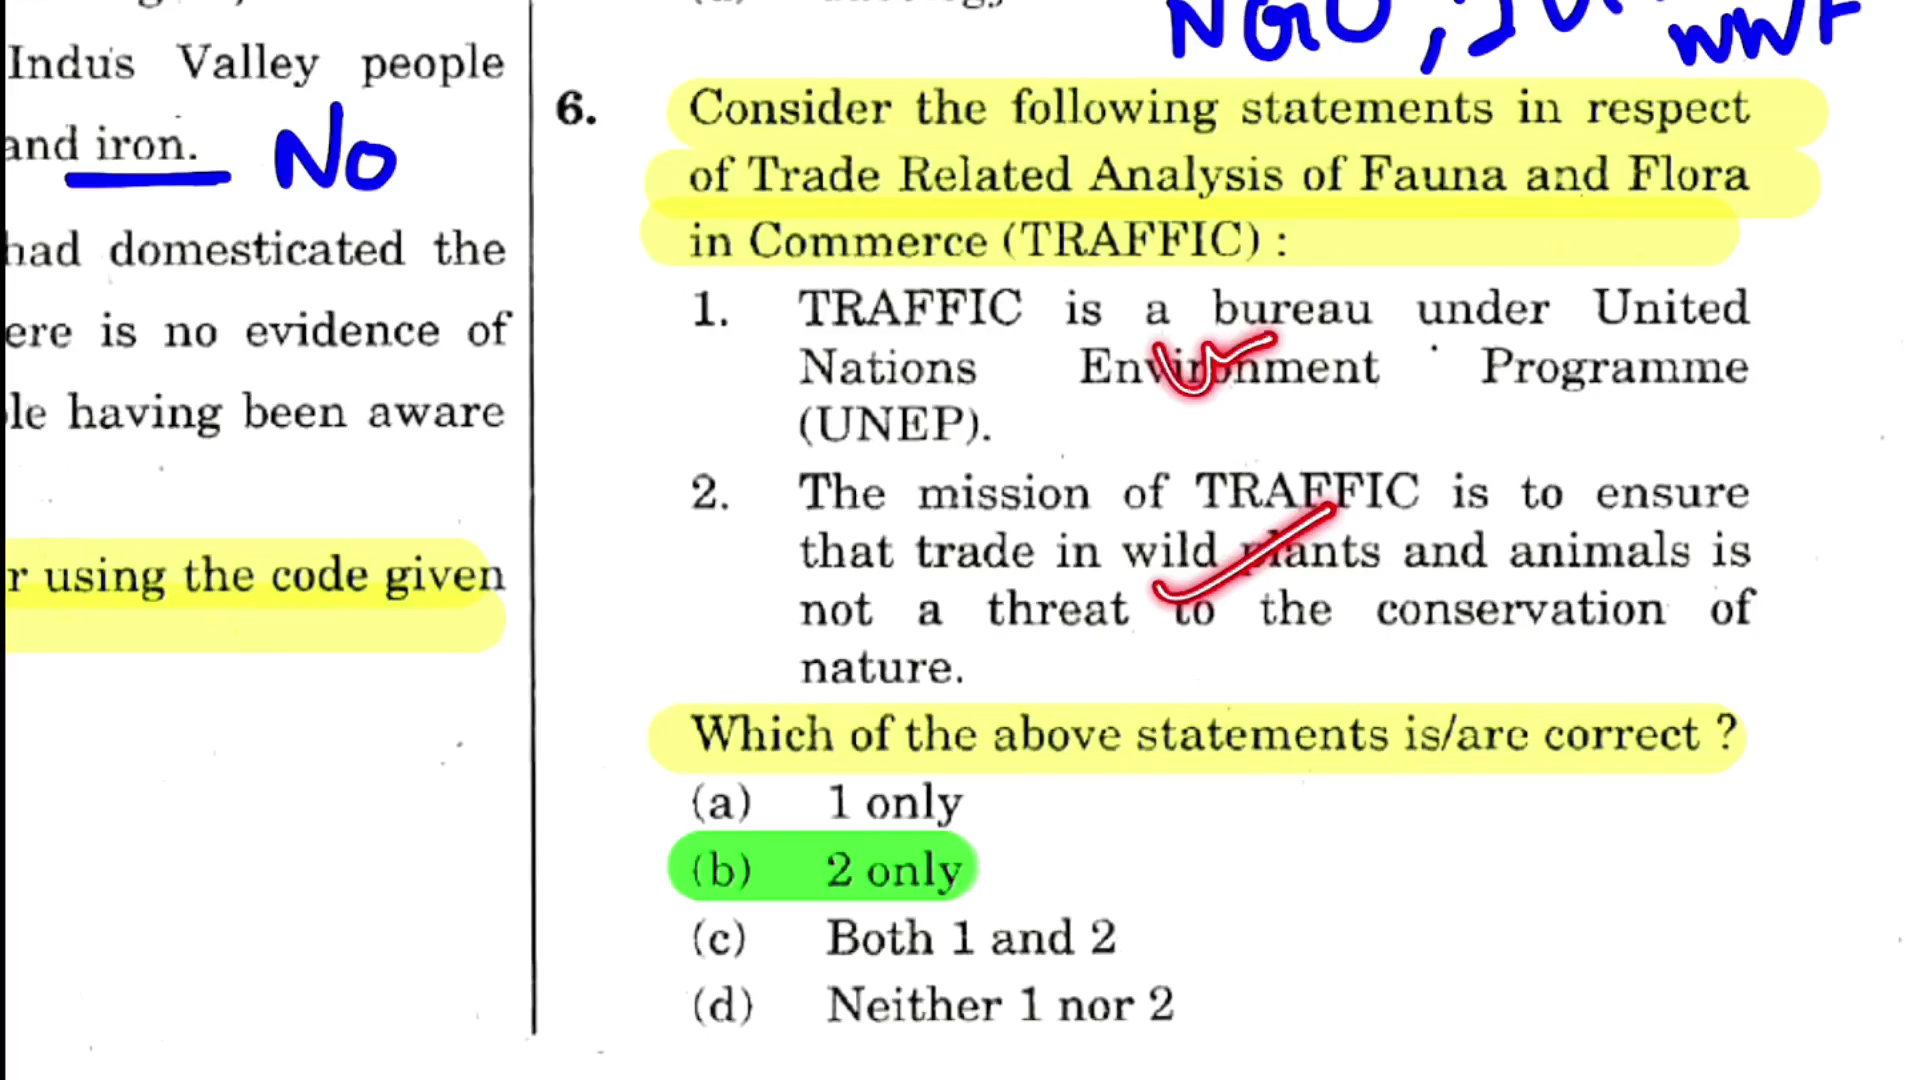 Indus Valley people
and iron. No
had domesticated the
ere is no evidence of
le having been aware
r using the code given
NGO,
WWF
6. Consider the following statements in respect
of Trade Related Analysis of Fauna and Flora
in Commerce (TRAFFIC) :
1. TRAFFIC is a bureau under United
Nations Environment Programme
(UNEP).
2. The mission of TRAFFIC is to ensure
that trade in wild plants and animals is
not a threat to the conservation of
nature.
Which of the above statements is/are correct ?
(a) 1 only
(b) 2 only
(c) Both 1 and 2
(d) Neither 1 nor 2